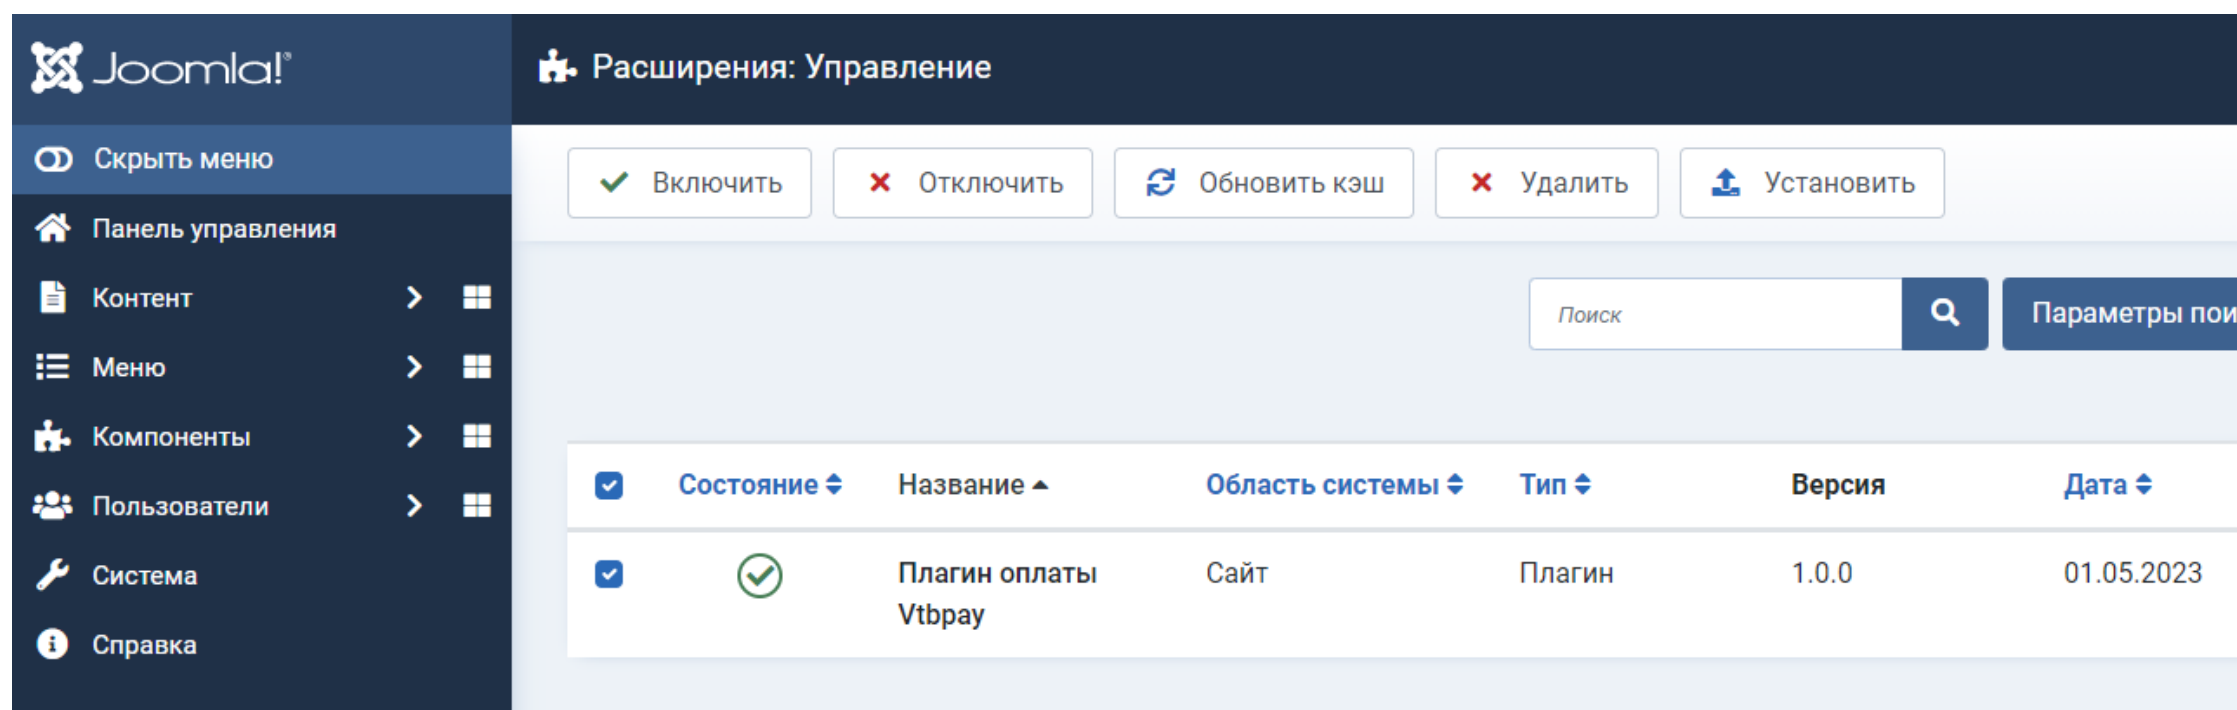 Joomla!®
Расширения: Управление
Скрыть меню
Панель управления
Контент
Меню
Компоненты
Пользователи
Система
Справка
Включить
Отключить
Обновить кэш
Удалить
Установить
Поиск
Параметры пои
Состояние
Название
Область системы
Тип
Версия
Дата
Плагин оплаты
Vtbpay
Сайт
Плагин
1.0.0
01.05.2023